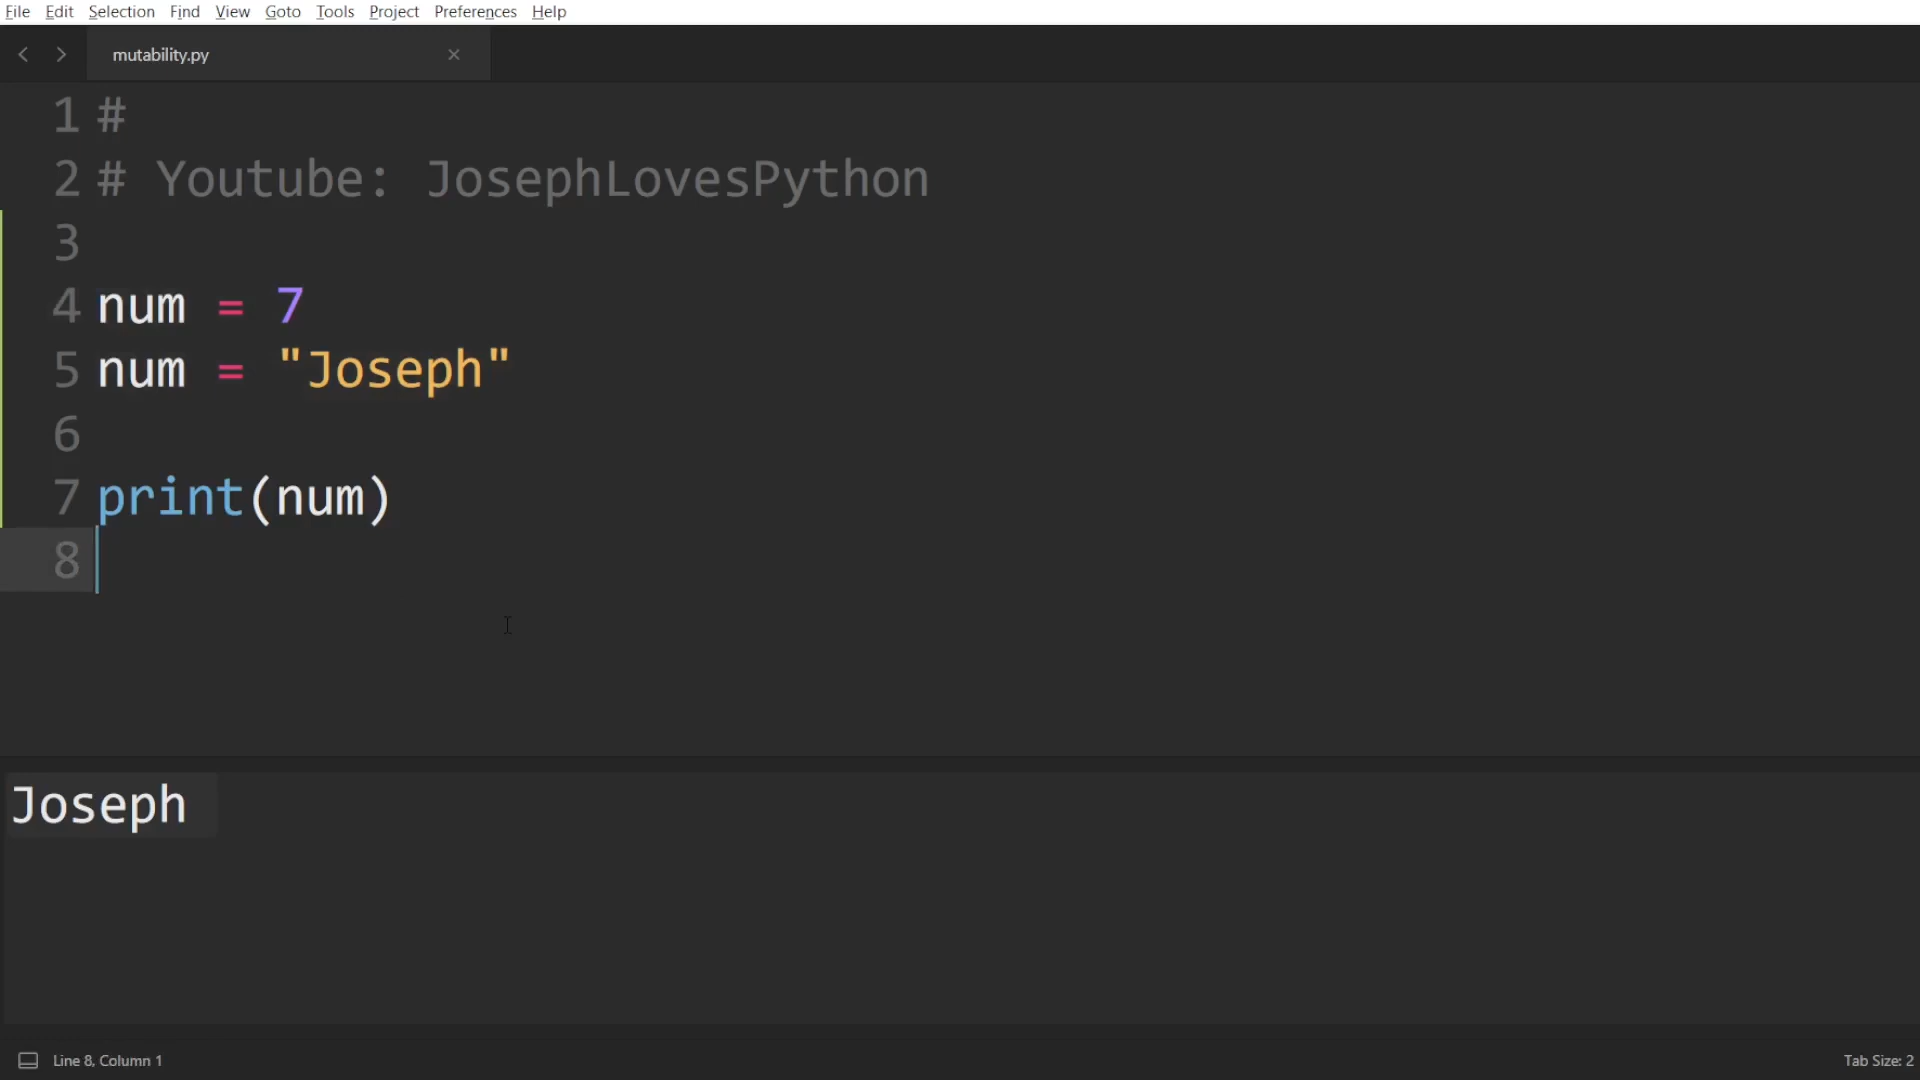 File Edit Selection Find View Goto Tools Project Preferences Help
mutability.py
1 #
2 # Youtube: JosephLovesPython
3
4 num = 7
5 num = "Joseph"
6
7 print(num)
8
Joseph
Line 8, Column 1
Tab Size: 2